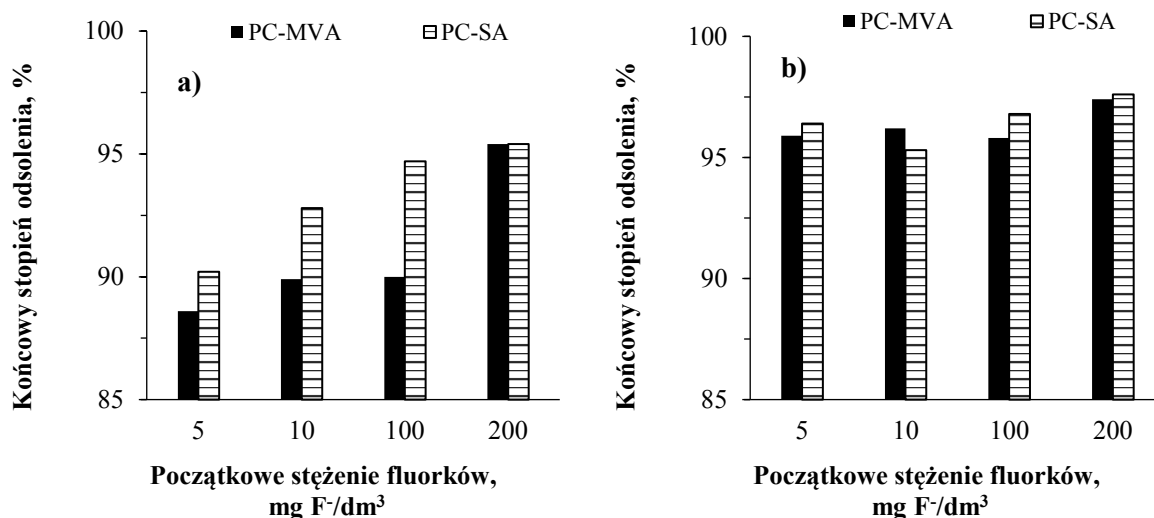 Końcowy stopień odsolenia, %
100
95
90
85
PC-MVA PC-SA
a)
5 10 100 200
Początkowe stężenie fluorków,
mg F-/dm³
Końcowy stopień odsolenia, %
100
95
90
85
PC-MVA PC-SA
b)
5 10 100 200
Początkowe stężenie fluorków,
mg F-/dm³